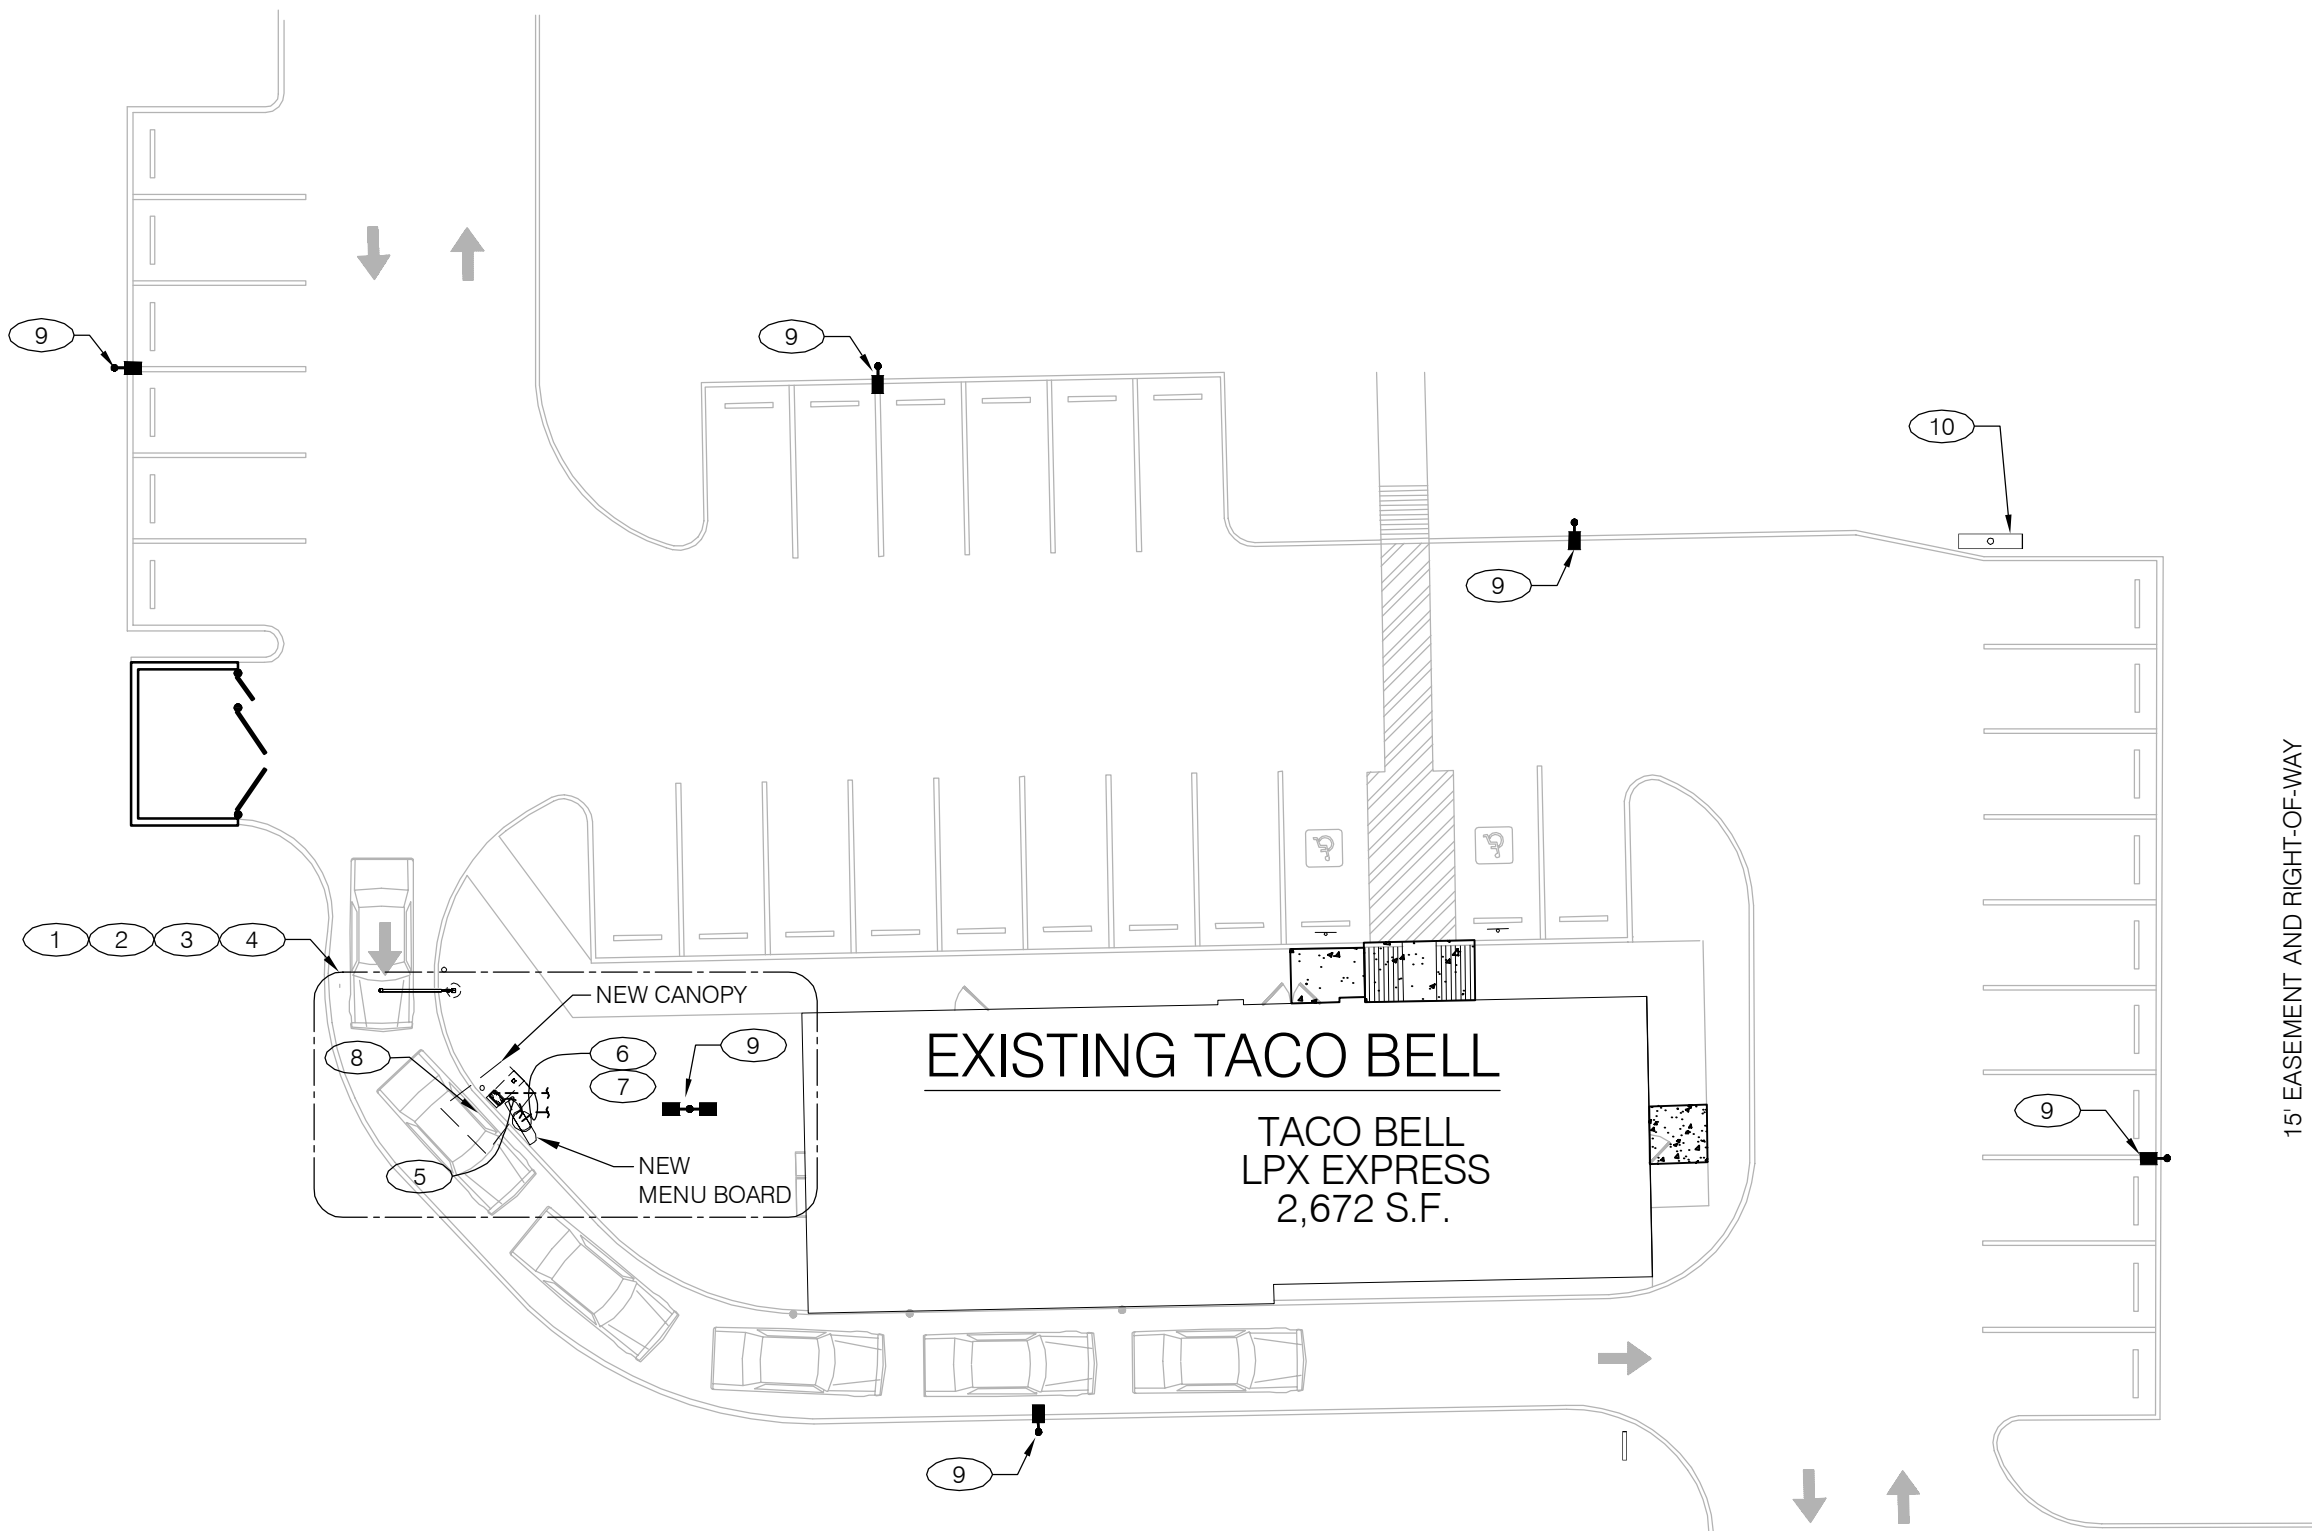 9
9
10
9
1 2 3 4
NEW CANOPY
8
6
9
7
5
NEW
MENU BOARD
EXISTING TACO BELL
TACO BELL
LPX EXPRESS
2,672 S.F.
9
9
15' EASEMENT AND RIGHT-OF-WAY